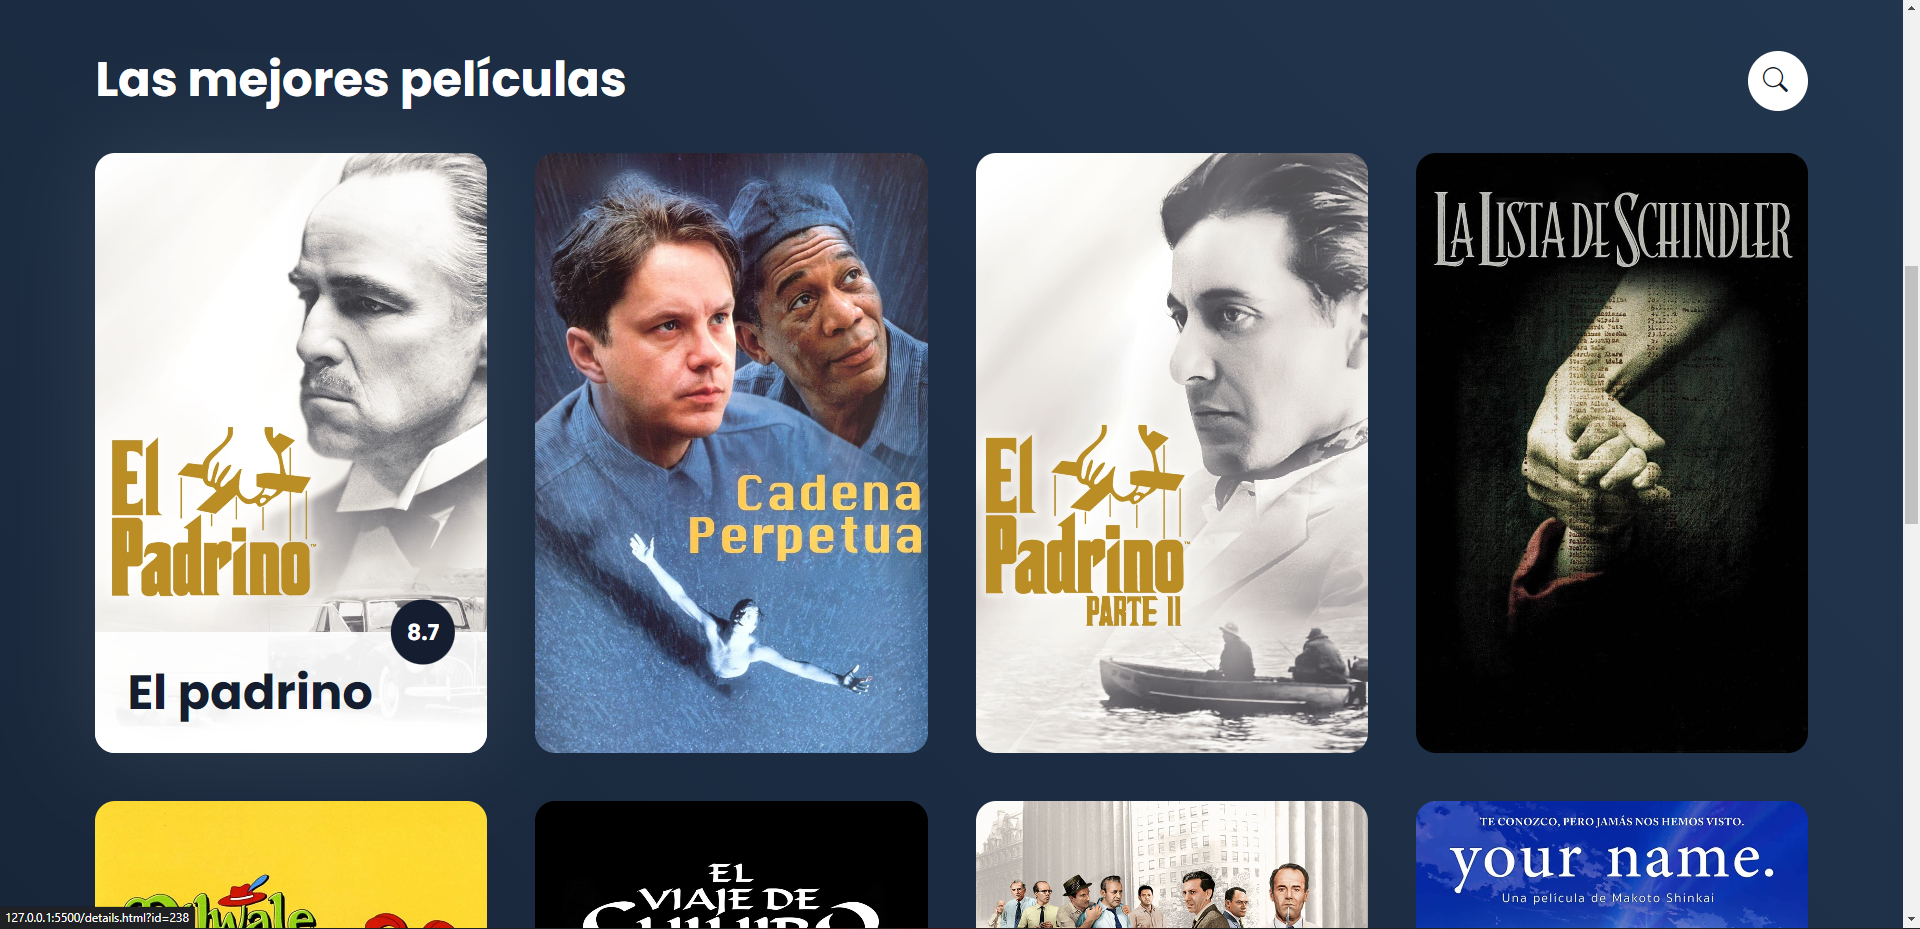 Las mejores películas
El
Padrino
8.7
El padrino
Cadena
Perpetua
El
Padrino
PARTE II
LA LISTA DE SCHINDLER
EL
VIAJE DE
CHIHIRO
TE CONOZCO, PERO JAMÁS NOS HEMOS VISTO.
your name.
Una película de Makoto Shinkai
127.0.0.1:5500/details.html?id=238